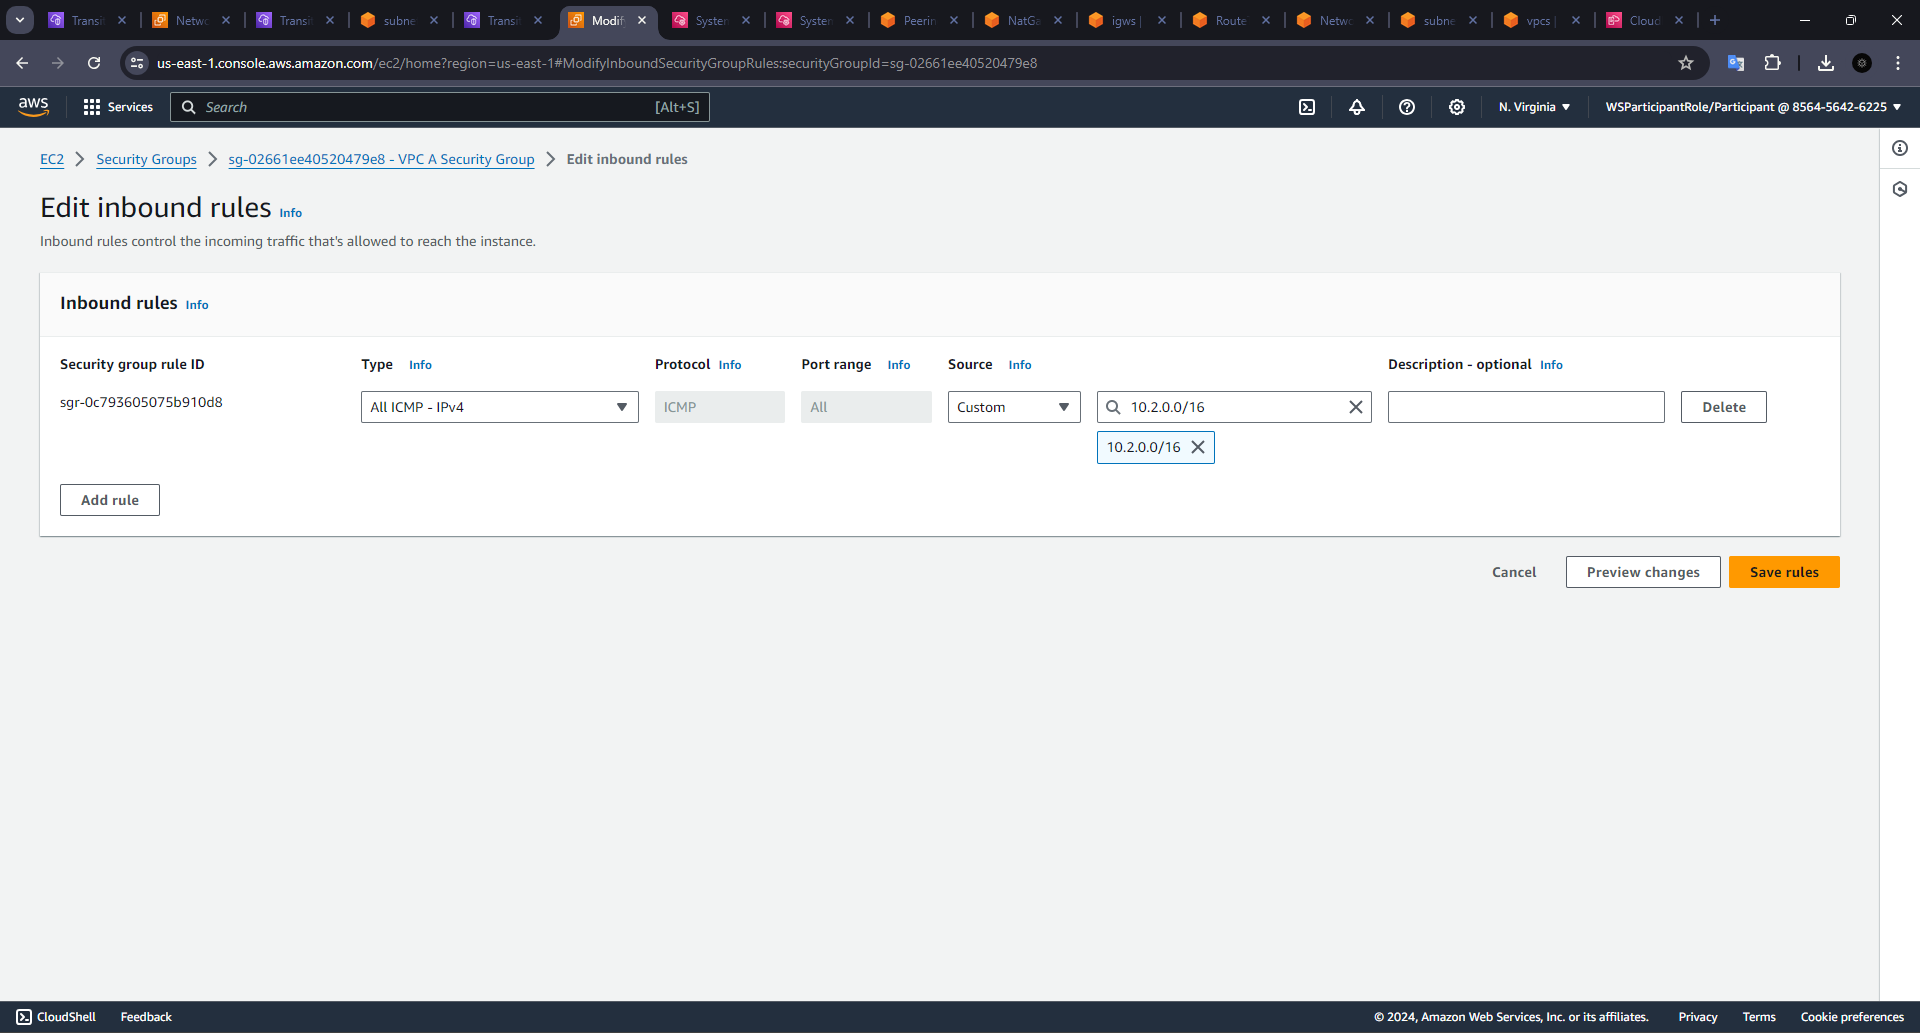 Transit
Netwo
Transit
subne
Transit
Modify
System
System
Peerin
NatGa
igws |
Route
Netwo
subne
vpcs |
Cloud
us-east-1.console.aws.amazon.com/ec2/home?region=us-east-1#ModifyInboundSecurityGroupRules:securityGroupId=sg-02661ee40520479e8
aws Services Search [Alt+S] N. Virginia WSParticipantRole/Participant @ 8564-5642-6225
EC2 Security Groups sg-02661ee40520479e8 - VPC A Security Group Edit inbound rules
Edit inbound rules Info
Inbound rules control the incoming traffic that's allowed to reach the instance.
Inbound rules Info
Security group rule ID Type Info Protocol Info Port range Info Source Info Description - optional Info
sgr-0c793605075b910d8 All ICMP - IPv4 ICMP All Custom 10.2.0.0/16 Delete
10.2.0.0/16
Add rule
Cancel Preview changes Save rules
CloudShell Feedback © 2024, Amazon Web Services, Inc. or its affiliates. Privacy Terms Cookie preferences